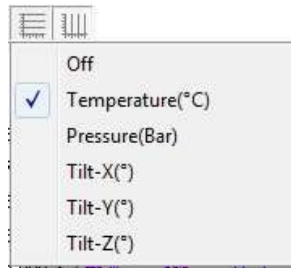 Off
Temperature(°C)
Pressure(Bar)
Tilt-X(°)
Tilt-Y(°)
Tilt-Z(°)